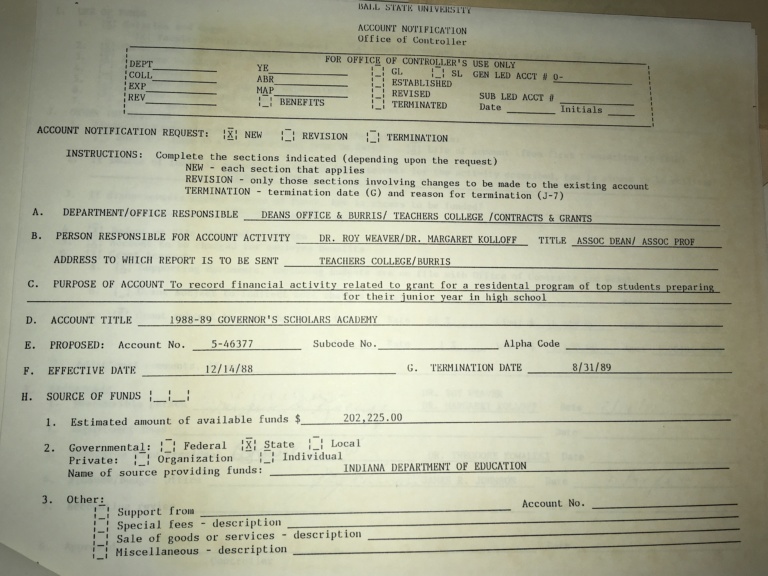 BALL STATE UNIVERSITY
ACCOUNT NOTIFICATION
Office of Controller
FOR OFFICE OF CONTROLLER'S USE ONLY
DEPT YE GL SL GEN LED ACCT # 0-
COLL ABR ESTABLISHED
EXP MAP REVISED SUB LED ACCT #
REV BENEFITS TERMINATED Date Initials
ACCOUNT NOTIFICATION REQUEST: X NEW REVISION TERMINATION
INSTRUCTIONS: Complete the sections indicated (depending upon the request)
NEW - each section that applies
REVISION - only those sections involving changes to be made to the existing account
TERMINATION - termination date (G) and reason for termination (J-7)
A. DEPARTMENT/OFFICE RESPONSIBLE DEANS OFFICE & BURRIS/ TEACHERS COLLEGE /CONTRACTS & GRANTS
B. PERSON RESPONSIBLE FOR ACCOUNT ACTIVITY DR. ROY WEAVER/DR. MARGARET KOLLOFF TITLE ASSOC DEAN/ ASSOC PROF
ADDRESS TO WHICH REPORT IS TO BE SENT TEACHERS COLLEGE/BURRIS
C. PURPOSE OF ACCOUNT To record financial activity related to grant for a residental program of top students preparing
for their junior year in high school
D. ACCOUNT TITLE 1988-89 GOVERNOR'S SCHOLARS ACADEMY
E. PROPOSED: Account No. 5-46377 Subcode No. Alpha Code
F. EFFECTIVE DATE 12/14/88 G. TERMINATION DATE 8/31/89
H. SOURCE OF FUNDS
1. Estimated amount of available funds $ 202,225.00
2. Governmental: Federal X State Local
Private: Organization Individual
Name of source providing funds: INDIANA DEPARTMENT OF EDUCATION
3. Other:
Support from Account No.
Special fees - description
Sale of goods or services - description
Miscellaneous - description